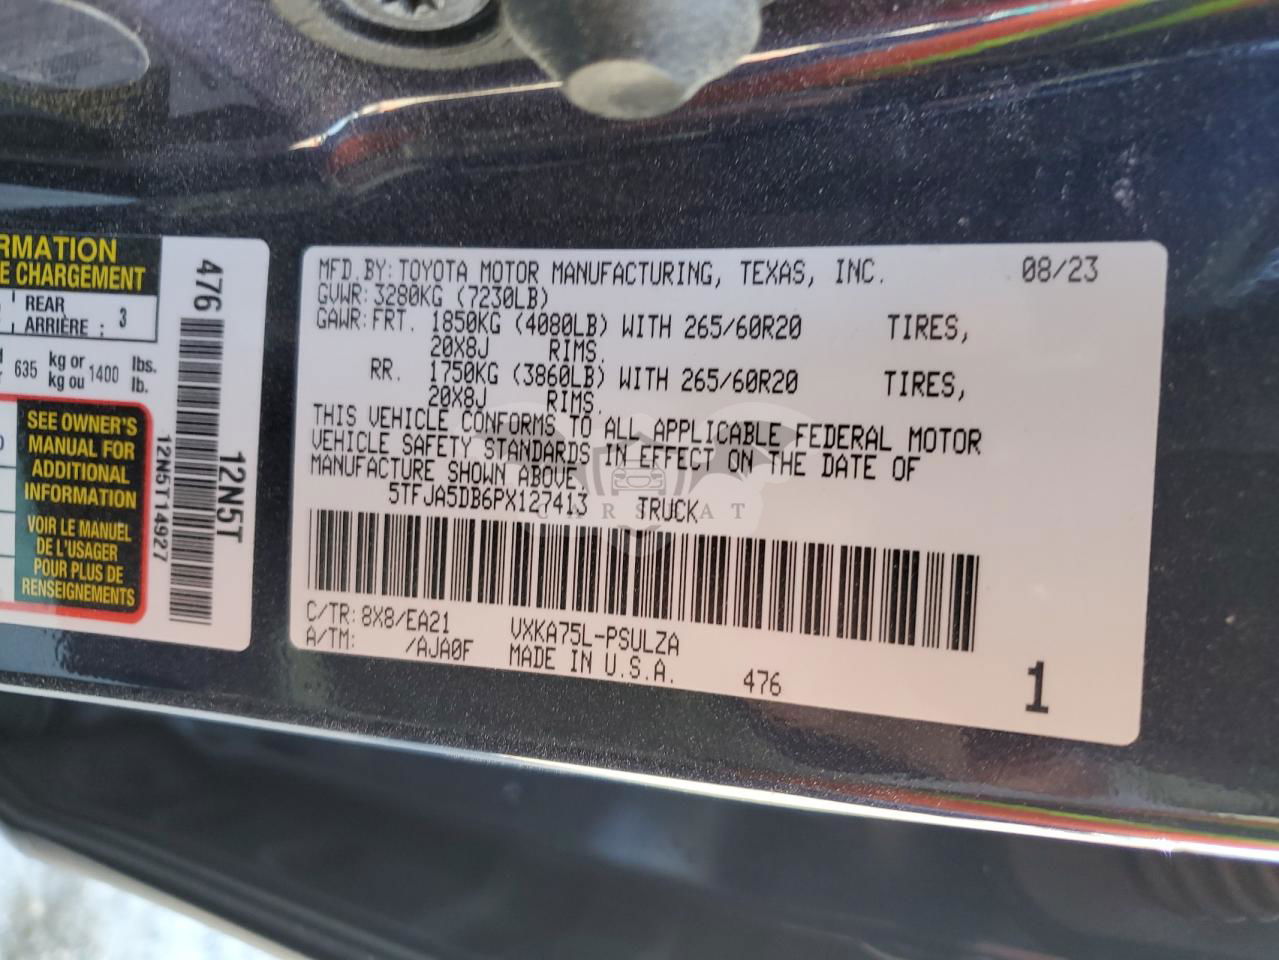 RMATION
E CHARGEMENT
REAR
ARRIÈRE : 3
635 kg or 1400 lbs.
kg ou lb.
SEE OWNER'S
MANUAL FOR
ADDITIONAL
INFORMATION
VOIR LE MANUEL
DE L'USAGER
POUR PLUS DE
RENSEIGNEMENTS
476
12N5T14927
12N5T
MFD.BY: TOYOTA MOTOR MANUFACTURING, TEXAS, INC. 08/23
GVWR: 3280KG (7230LB)
GAWR: FRT. 1850KG (4080LB) WITH 265/60R20 TIRES,
20X8J RIMS.
RR. 1750KG (3860LB) WITH 265/60R20 TIRES,
20X8J RIMS.
THIS VEHICLE CONFORMS TO ALL APPLICABLE FEDERAL MOTOR
VEHICLE SAFETY STANDARDS IN EFFECT ON THE DATE OF
MANUFACTURE SHOWN ABOVE.
5TFJA5DB6PX127413 TRUCK
C/TR: 8X8/EA21 VXKA75L-PSULZA
A/TM: /AJA0F MADE IN U.S.A. 476
1